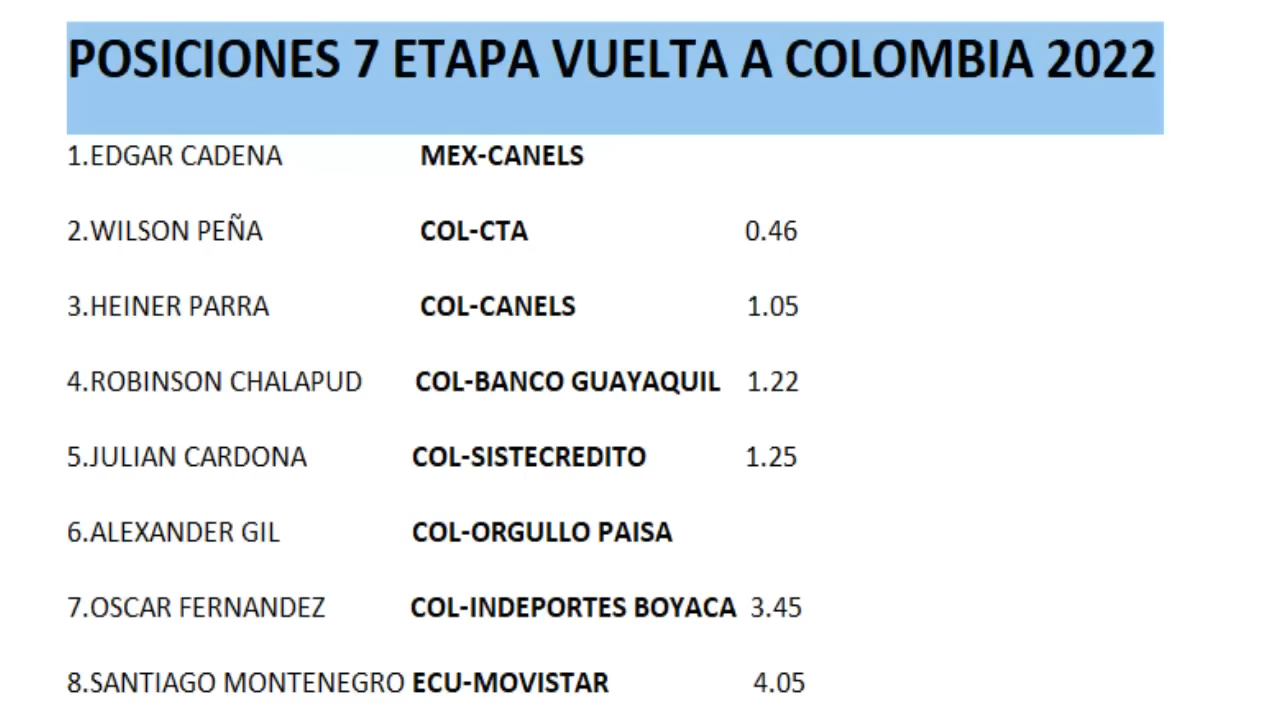 POSICIONES 7 ETAPA VUELTA A COLOMBIA 2022
1.EDGAR CADENA MEX-CANELS
2.WILSON PEÑA COL-CTA 0.46
3.HEINER PARRA COL-CANELS 1.05
4.ROBINSON CHALAPUD COL-BANCO GUAYAQUIL 1.22
5.JULIAN CARDONA COL-SISTECREDITO 1.25
6.ALEXANDER GIL COL-ORGULLO PAISA
7.OSCAR FERNANDEZ COL-INDEPORTES BOYACA 3.45
8.SANTIAGO MONTENEGRO ECU-MOVISTAR 4.05